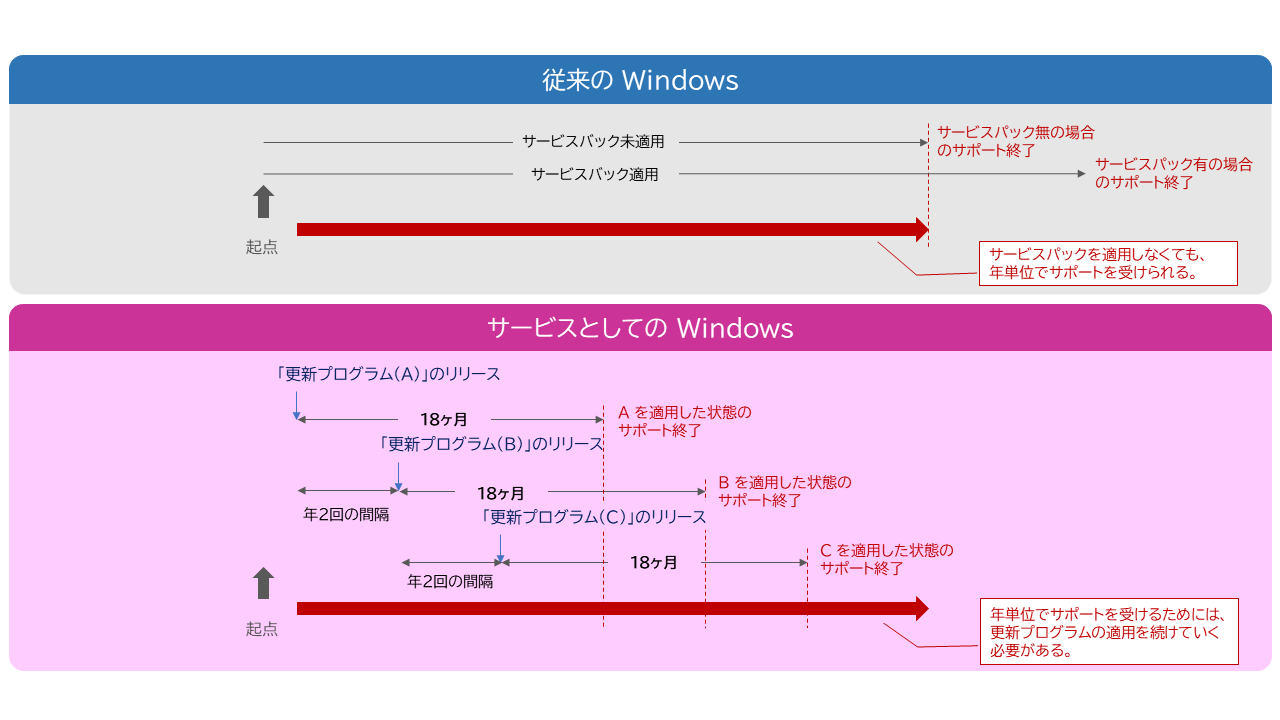 従来の Windows
サービスパック未適用
サービスパック無の場合
のサポート終了
サービスパック適用
サービスパック有の場合
のサポート終了
起点
サービスパックを適用しなくても、
年単位でサポートを受けられる。
サービスとしての Windows
「更新プログラム(A)」のリリース
18ヶ月
A を適用した状態の
サポート終了
「更新プログラム(B)」のリリース
18ヶ月
B を適用した状態の
サポート終了
年2回の間隔
「更新プログラム(C)」のリリース
18ヶ月
C を適用した状態の
サポート終了
年2回の間隔
起点
年単位でサポートを受けるためには、
更新プログラムの適用を続けていく
必要がある。